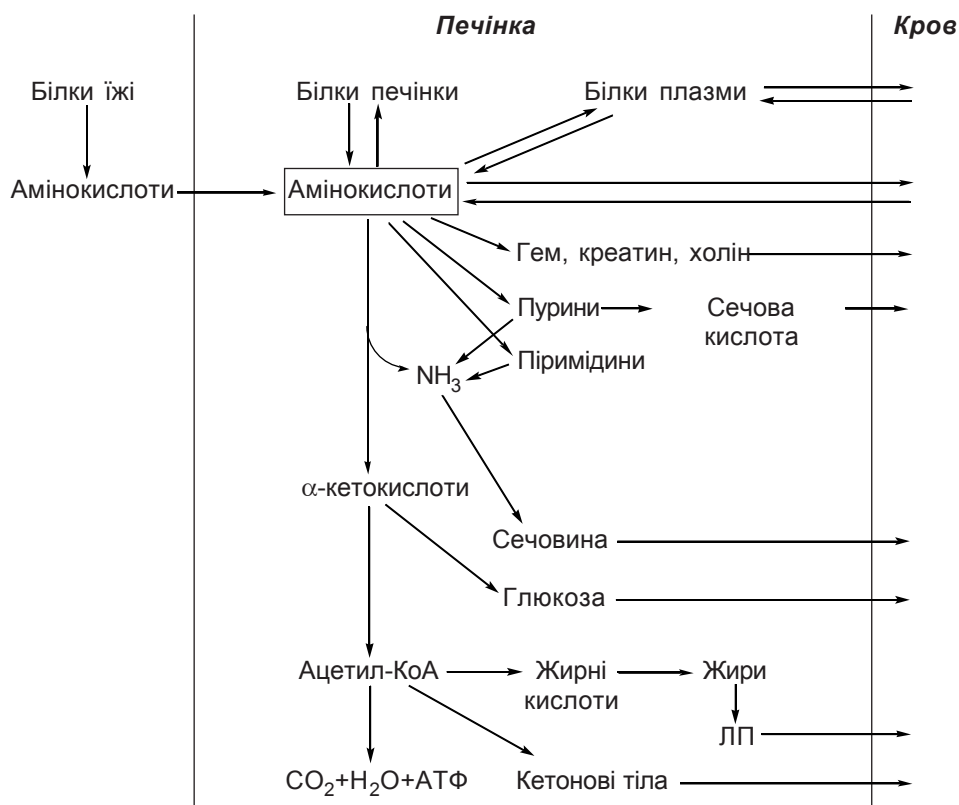 Печінка
Кров
Білки їжі
Білки печінки
Білки плазми
Амінокислоти
Амінокислоти
Гем, креатин, холін
Пурини
Сечова
кислота
Піримідини
NH3
α-кетокислоти
Сечовина
Глюкоза
Ацетил-КоА
Жирні
кислоти
Жири
ЛП
CO2+H2O+АТФ
Кетонові тіла